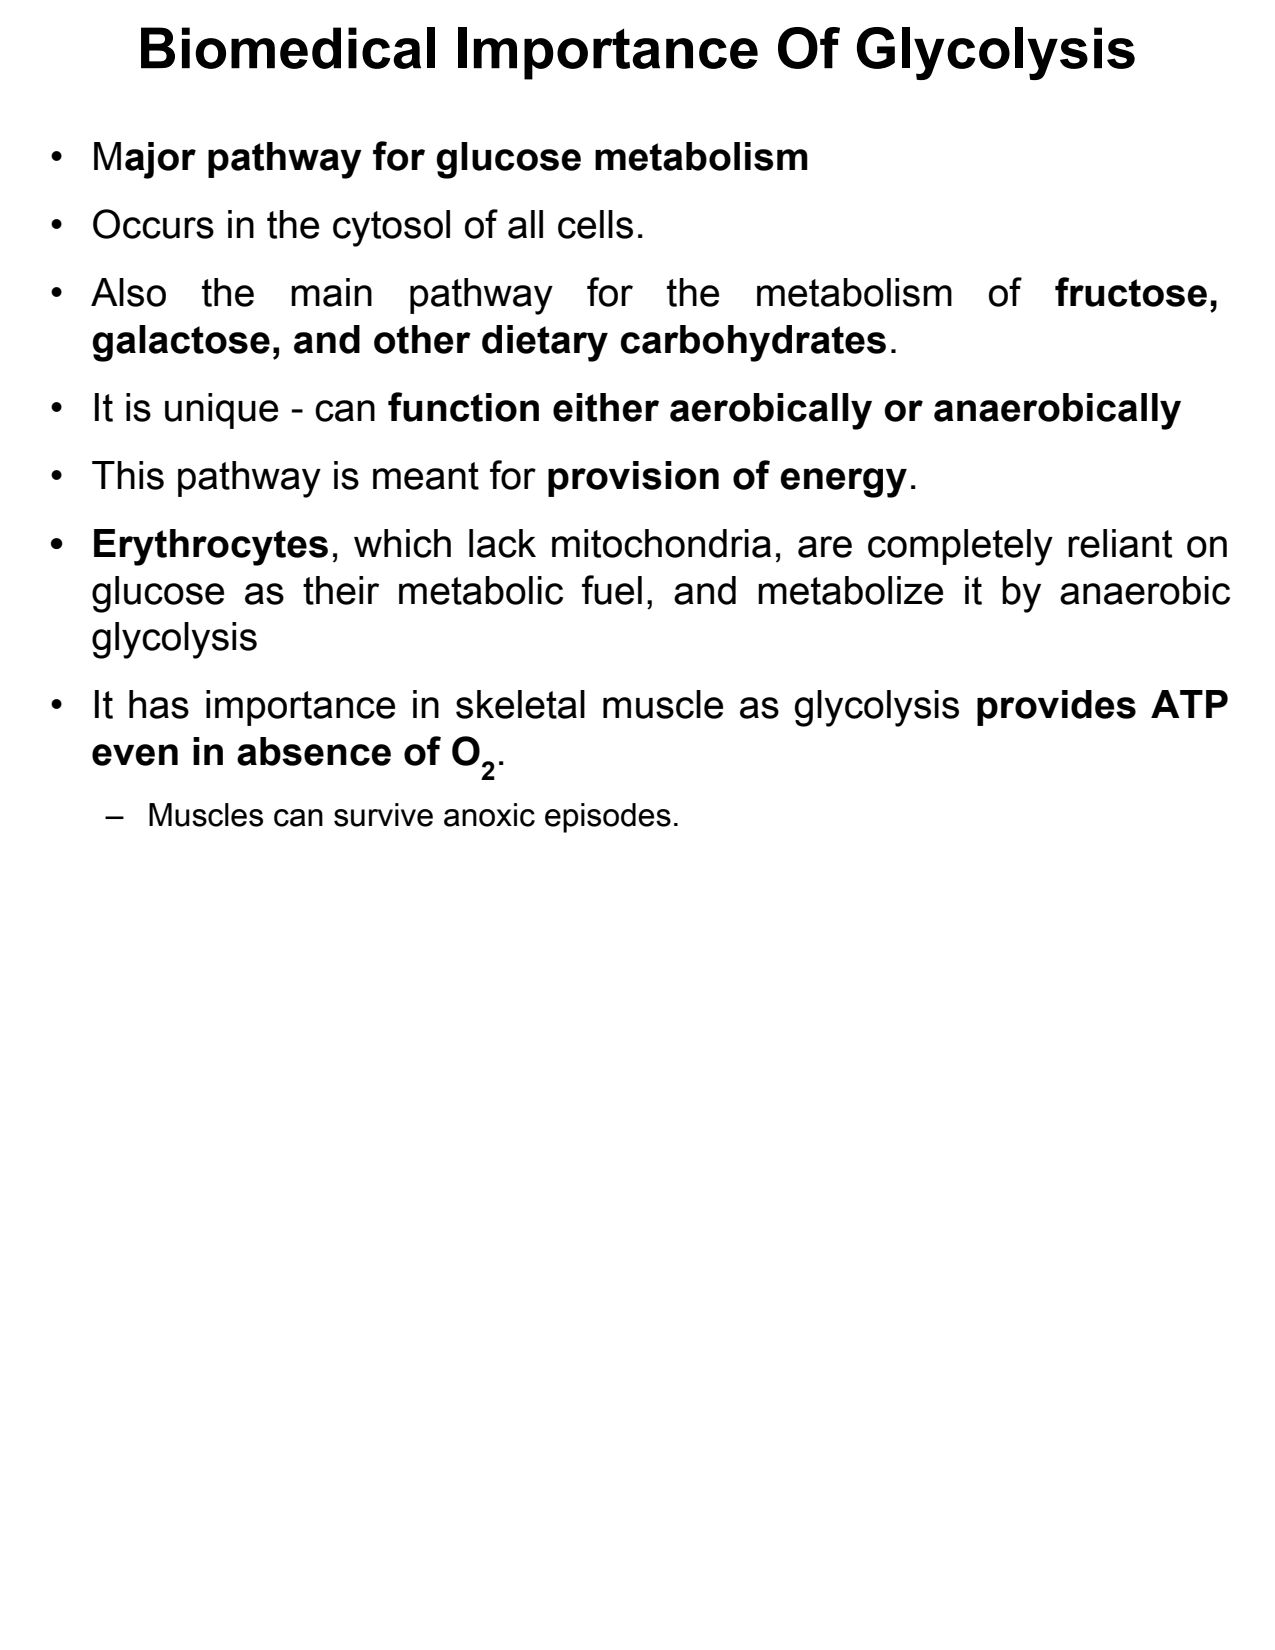 Biomedical Importance Of Glycolysis
• Major pathway for glucose metabolism
• Occurs in the cytosol of all cells.
• Also the main pathway for the metabolism of fructose,
galactose, and other dietary carbohydrates.
• It is unique - can function either aerobically or anaerobically
• This pathway is meant for provision of energy.
• Erythrocytes, which lack mitochondria, are completely reliant on
glucose as their metabolic fuel, and metabolize it by anaerobic
glycolysis
• It has importance in skeletal muscle as glycolysis provides ATP
even in absence of O₂.
– Muscles can survive anoxic episodes.